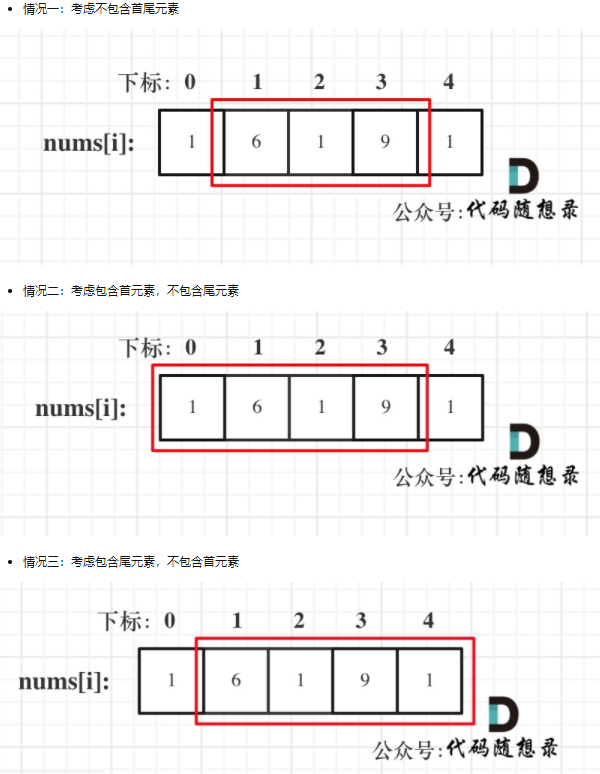 情况一：考虑不包含首尾元素
下标： 0 1 2 3 4
nums[i]: 1 6 1 9 1
公众号:代码随想录
情况二：考虑包含首元素，不包含尾元素
下标： 0 1 2 3 4
nums[i]: 1 6 1 9 1
公众号:代码随想录
情况三：考虑包含尾元素，不包含首元素
下标： 0 1 2 3 4
nums[i]: 1 6 1 9 1
公众号:代码随想录